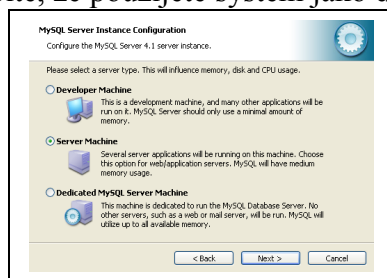 že použijete systém jako
MySQL Server Instance Configuration
Configure the MySQL Server 4.1 server instance.
Please select a server type. This will influence memory, disk and CPU usage.
Developer Machine
This is a development machine, and many other applications will be
run on it. MySQL Server should only use a minimal amount of
memory.
Server Machine
Several server applications will be running on this machine. Choose
this option for web/application servers. MySQL will have medium
memory usage.
Dedicated MySQL Server Machine
This machine is dedicated to run the MySQL Database Server. No
other servers, such as a web or mail server, will be run. MySQL will
utilize up to all available memory.
< Back
Next >
Cancel